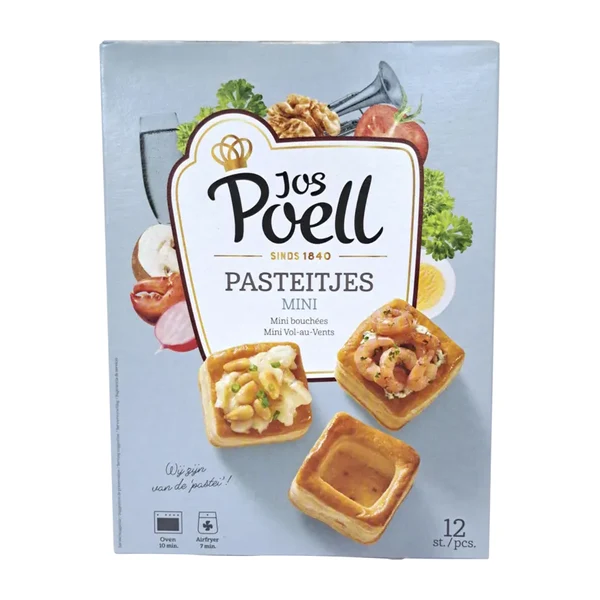 Jos
Poell
SINDS 1840
PASTEITJES
MINI
Mini bouchées
Mini Vol-au-Vents
Wij zijn
van de 'pastei'!
Oven
10 min.
Airfryer
7 min.
12
st./pcs.